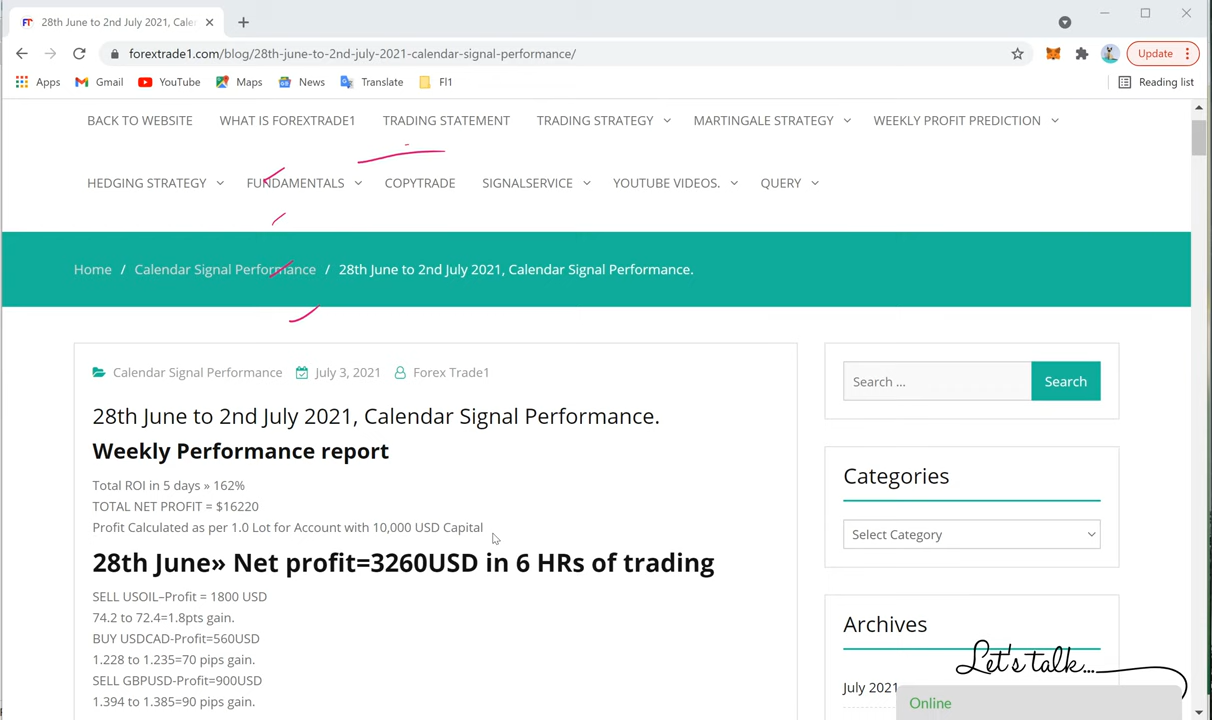 28th June to 2nd July 2021, Cale
forextrade1.com/blog/28th-june-to-2nd-july-2021-calendar-signal-performance/
Update
Apps Gmail YouTube Maps News Translate Fl1 Reading list
BACK TO WEBSITE WHAT IS FOREXTRADE1 TRADING STATEMENT TRADING STRATEGY MARTINGALE STRATEGY WEEKLY PROFIT PREDICTION
HEDGING STRATEGY FUNDAMENTALS COPYTRADE SIGNALSERVICE YOUTUBE VIDEOS. QUERY
Home / Calendar Signal Performance / 28th June to 2nd July 2021, Calendar Signal Performance.
Calendar Signal Performance July 3, 2021 Forex Trade1
28th June to 2nd July 2021, Calendar Signal Performance.
Weekly Performance report
Total ROI in 5 days » 162%
TOTAL NET PROFIT = $16220
Profit Calculated as per 1.0 Lot for Account with 10,000 USD Capital
28th June» Net profit=3260USD in 6 HRs of trading
SELL USOIL–Profit = 1800 USD
74.2 to 72.4=1.8pts gain.
BUY USDCAD-Profit=560USD
1.228 to 1.235=70 pips gain.
SELL GBPUSD-Profit=900USD
1.394 to 1.385=90 pips gain.
Search ...
Search
Categories
Select Category
Archives
July 2021
Let's talk...
Online